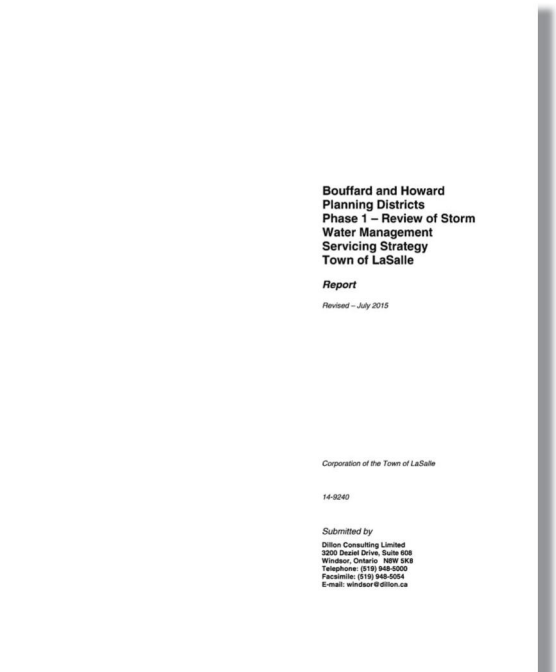 Bouffard and Howard
Planning Districts
Phase 1 – Review of Storm
Water Management
Servicing Strategy
Town of LaSalle
Report
Revised – July 2015
Corporation of the Town of LaSalle
14-9240
Submitted by
Dillon Consulting Limited
3200 Deziel Drive, Suite 608
Windsor, Ontario N8W 5K8
Telephone: (519) 948-5000
Facsimile: (519) 948-5054
E-mail: windsor@dillon.ca